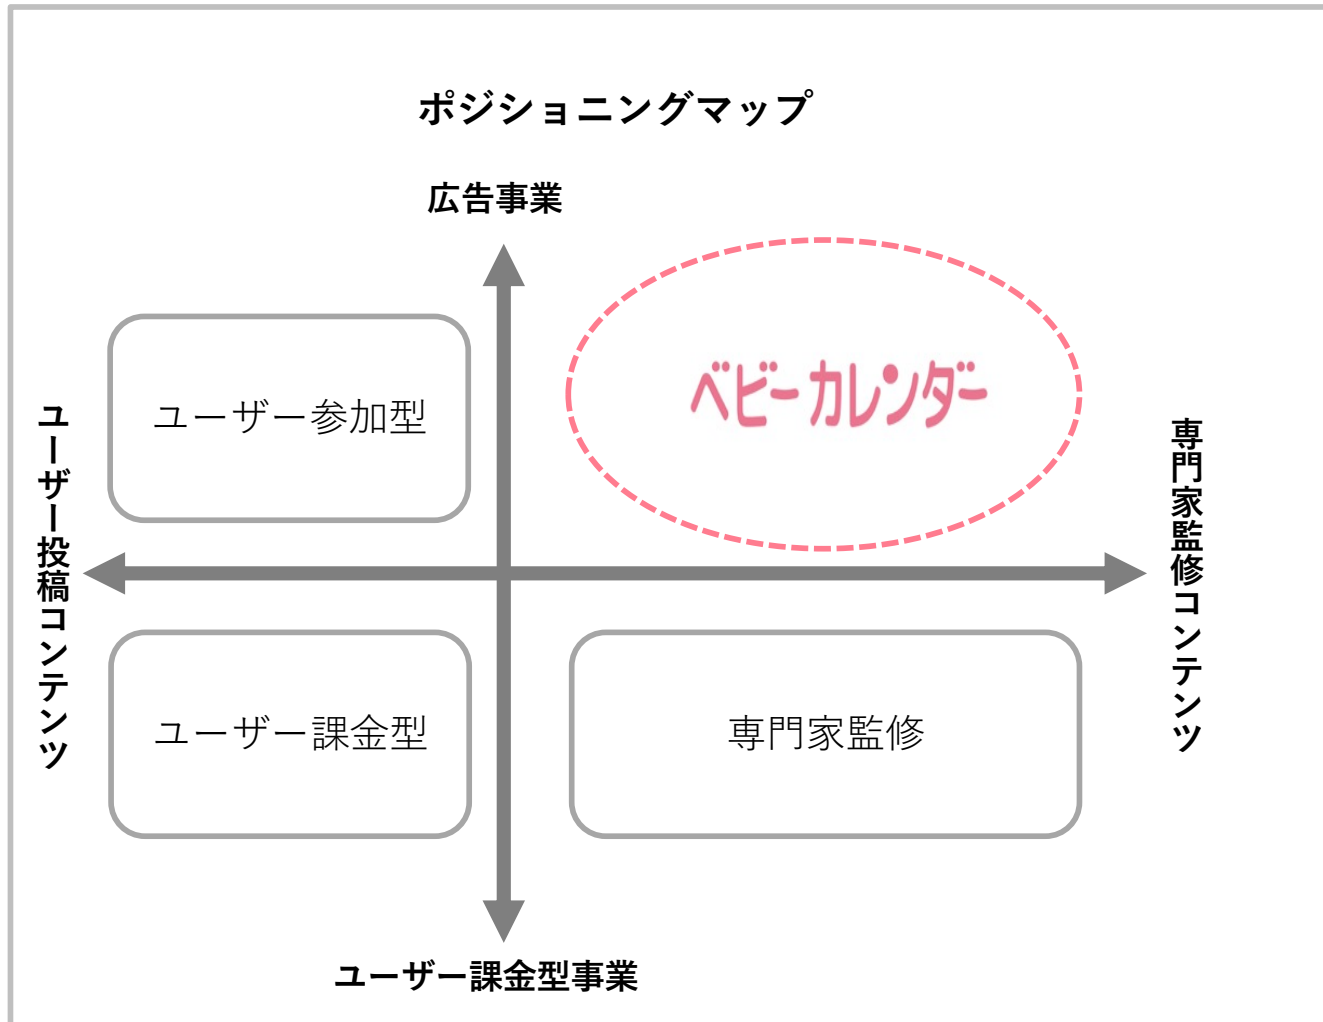 ポジショニングマップ
広告事業
ベビーカレンダー
ユーザー参加型
ユーザー投稿コンテンツ
専門家監修コンテンツ
ユーザー課金型
専門家監修
ユーザー課金型事業